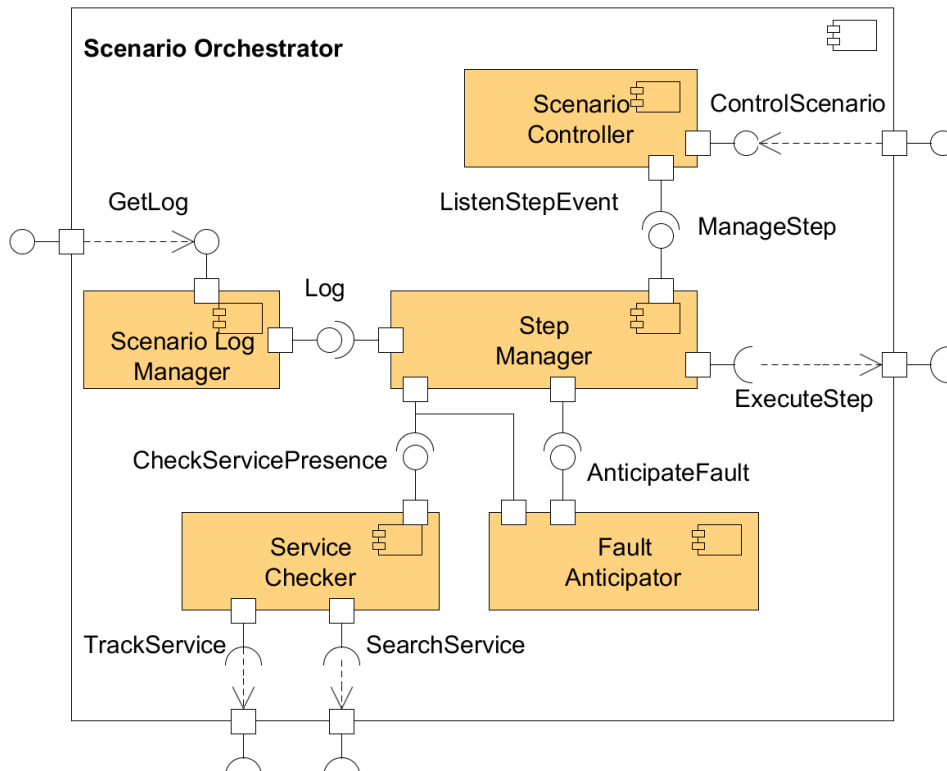 Scenario Orchestrator
Scenario
Controller
ControlScenario
GetLog
ListenStepEvent
ManageStep
Log
Scenario Log
Manager
Step
Manager
ExecuteStep
CheckServicePresence
AnticipateFault
Service
Checker
Fault
Anticipator
TrackService
SearchService